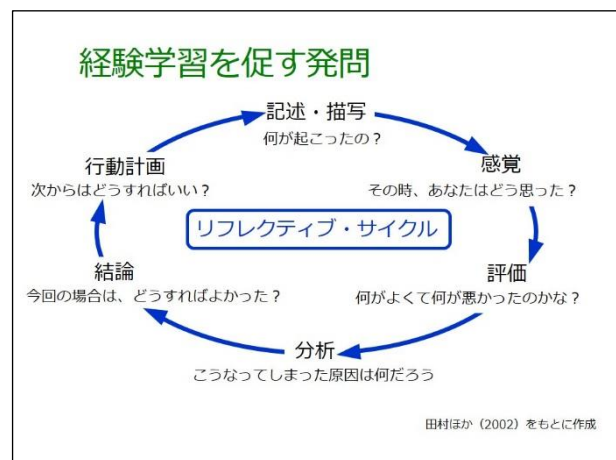 経験学習を促す発問
記述・描写
何が起こったの？
感覚
その時、あなたはどう思った？
評価
何がよくて何が悪かったのかな？
分析
こうなってしまった原因は何だろう
結論
今回の場合は、どうすればよかった？
行動計画
次からはどうすればいい？
リフレクティブ・サイクル
田村ほか（2002）をもとに作成